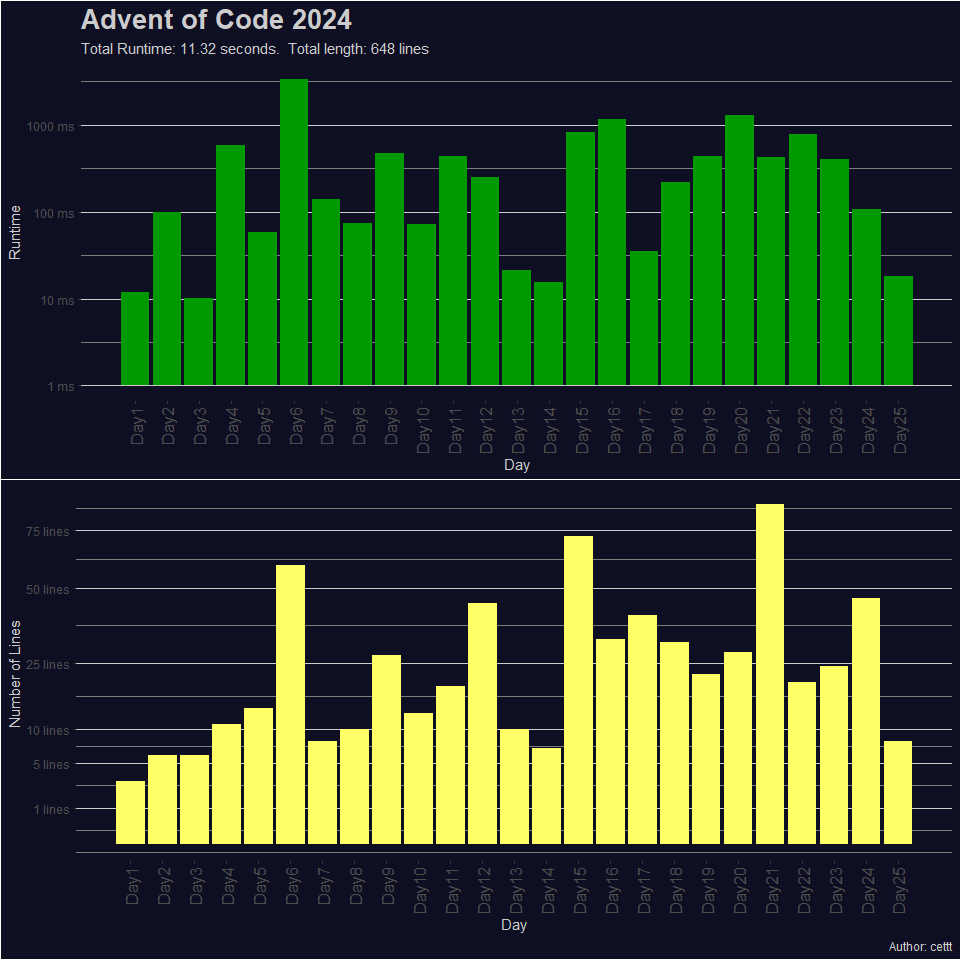 Advent of Code 2024
Total Runtime: 11.32 seconds.  Total length: 648 lines
Runtime
1000 ms
100 ms
10 ms
1 ms
Day1
Day2
Day3
Day4
Day5
Day6
Day7
Day8
Day9
Day10
Day11
Day12
Day13
Day14
Day15
Day16
Day17
Day18
Day19
Day20
Day21
Day22
Day23
Day24
Day25
Day
Number of Lines
75 lines
50 lines
25 lines
10 lines
5 lines
1 lines
Day1
Day2
Day3
Day4
Day5
Day6
Day7
Day8
Day9
Day10
Day11
Day12
Day13
Day14
Day15
Day16
Day17
Day18
Day19
Day20
Day21
Day22
Day23
Day24
Day25
Day
Author: cettt